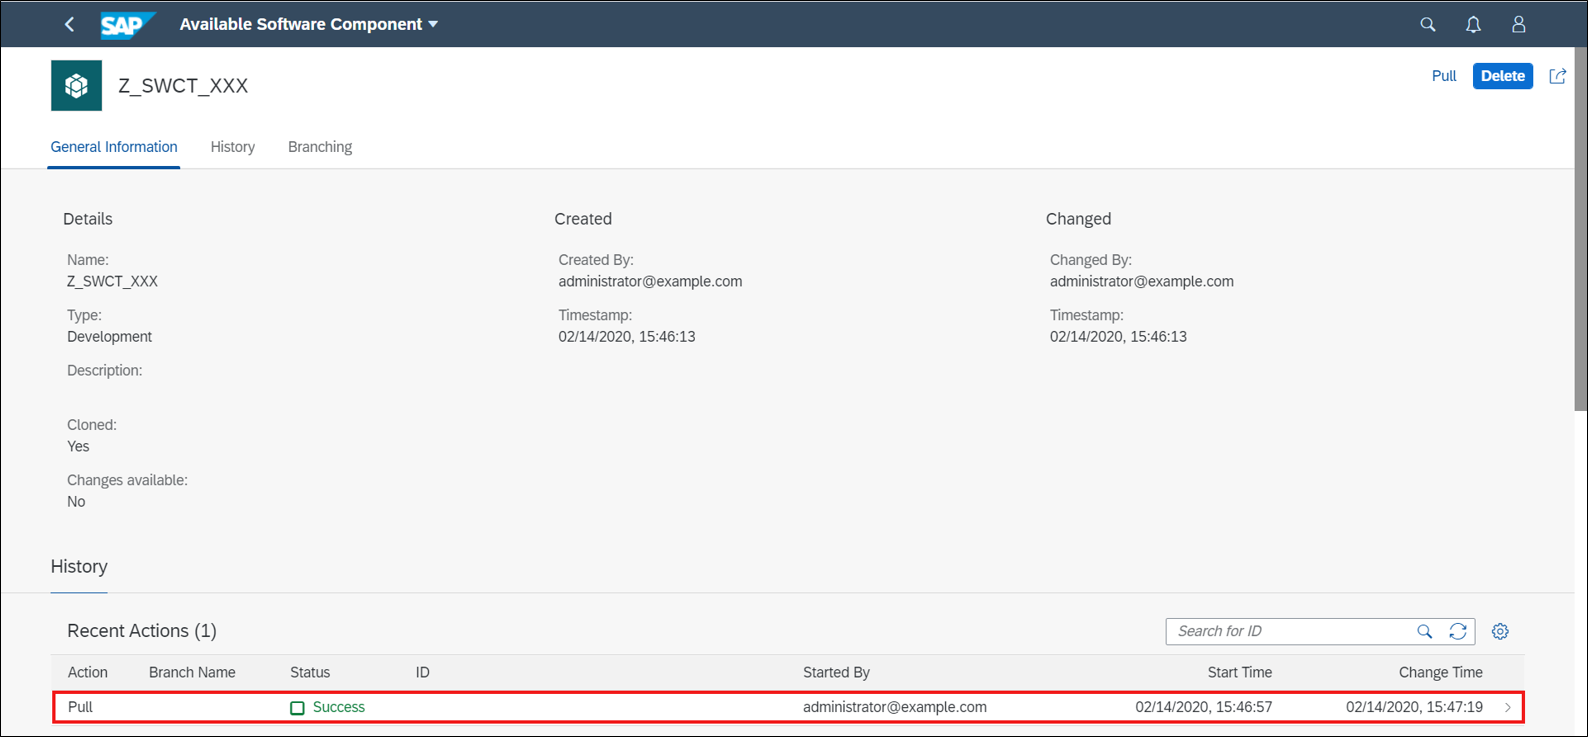 SAP Available Software Component
Z_SWCT_XXX
Pull Delete
General Information History Branching
Details Created Changed
Name: Created By: Changed By:
Z_SWCT_XXX administrator@example.com administrator@example.com
Type: Timestamp: Timestamp:
Development 02/14/2020, 15:46:13 02/14/2020, 15:46:13
Description:
Cloned:
Yes
Changes available:
No
History
Recent Actions (1) Search for ID
Action Branch Name Status ID Started By Start Time Change Time
Pull Success administrator@example.com 02/14/2020, 15:46:57 02/14/2020, 15:47:19